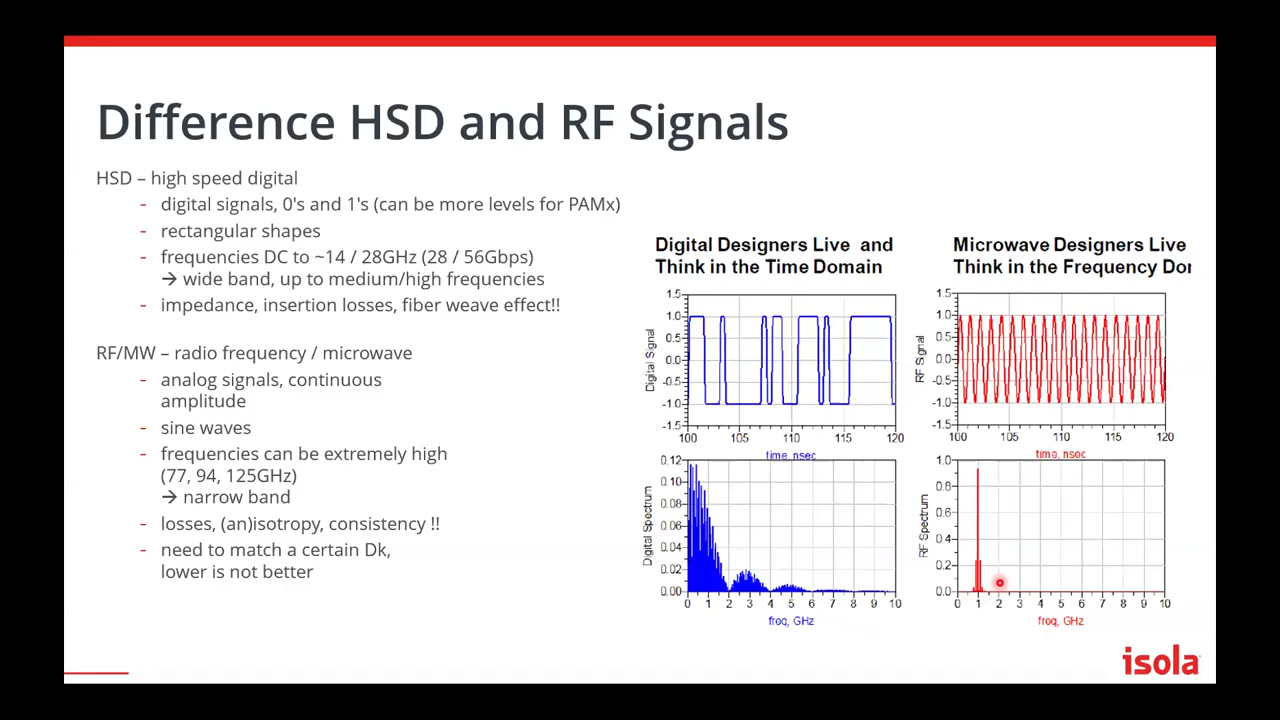 Difference HSD and RF Signals
HSD – high speed digital
- digital signals, 0's and 1's (can be more levels for PAMx)
- rectangular shapes
- frequencies DC to ~14 / 28GHz (28 / 56Gbps)
→ wide band, up to medium/high frequencies
- impedance, insertion losses, fiber weave effect!!
RF/MW – radio frequency / microwave
- analog signals, continuous
amplitude
- sine waves
- frequencies can be extremely high
(77, 94, 125GHz)
→ narrow band
- losses, (an)isotropy, consistency !!
- need to match a certain Dk,
lower is not better
Digital Designers Live and
Think in the Time Domain
1.5
1.0
0.5
0.0
-0.5
-1.0
-1.5
Digital Signal
100 105 110 115 120
time, nsec
0.12
0.10
0.08
0.06
0.04
0.02
0.00
Digital Spectrum
0 1 2 3 4 5 6 7 8 9 10
freq, GHz
Microwave Designers Live
Think in the Frequency Dor
1.5
1.0
0.5
0.0
-0.5
-1.0
-1.5
RF Signal
100 105 110 115 120
time, nsec
1.0
0.8
0.6
0.4
0.2
0.0
RF Spectrum
0 1 2 3 4 5 6 7 8 9 10
freq, GHz
isola